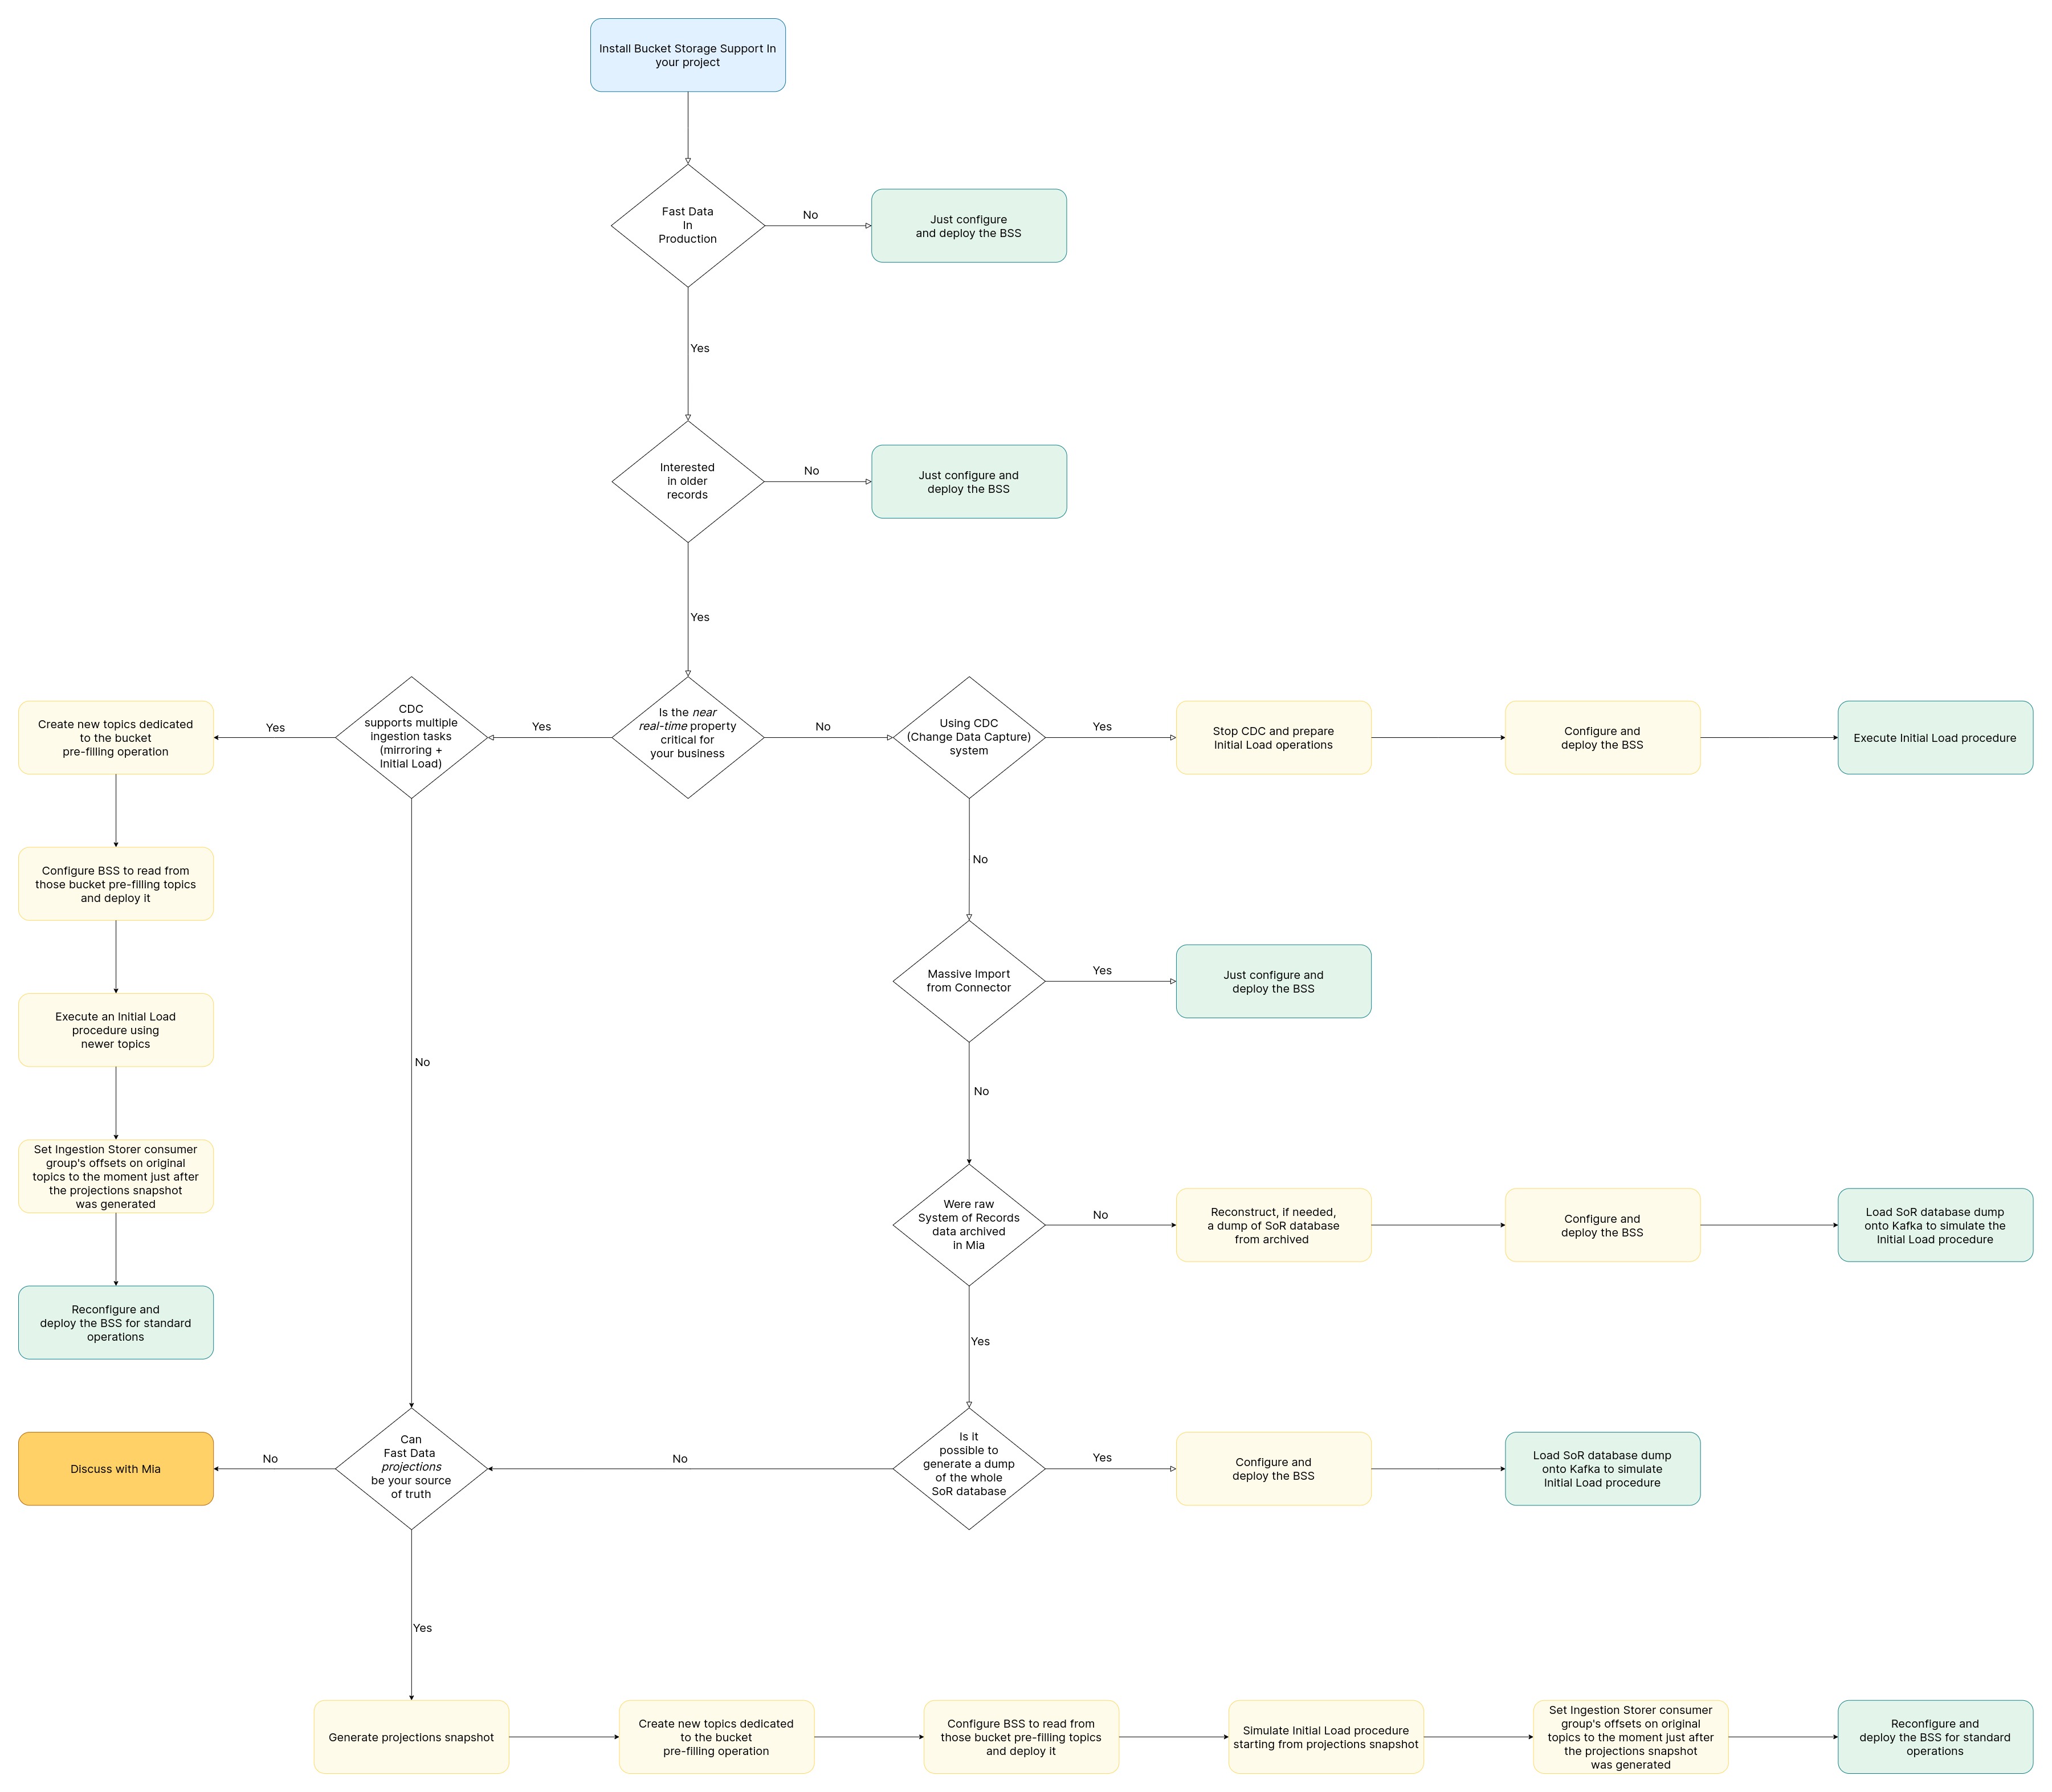 Install Bucket Storage Support In
your project
Fast Data
In
Production
No
Just configure
and deploy the BSS
Yes
Interested
in older
records
No
Just configure and
deploy the BSS
Yes
Create new topics dedicated
to the bucket
pre-filling operation
Yes
CDC
supports multiple
ingestion tasks
(mirroring +
Initial Load)
Yes
Is the near
real-time property
critical for
your business
No
Using CDC
(Change Data Capture)
system
Yes
Stop CDC and prepare
Initial Load operations
Configure and
deploy the BSS
Execute Initial Load procedure
Configure BSS to read from
those bucket pre-filling topics
and deploy it
No
Execute an Initial Load
procedure using
newer topics
Massive Import
from Connector
Yes
Just configure and
deploy the BSS
No
No
Set Ingestion Storer consumer
group's offsets on original
topics to the moment just after
the projections snapshot
was generated
Were raw
System of Records
data archived
in Mia
No
Reconstruct, if needed,
a dump of SoR database
from archived
Configure and
deploy the BSS
Load SoR database dump
onto Kafka to simulate the
Initial Load procedure
Reconfigure and
deploy the BSS for standard
operations
Yes
Discuss with Mia
No
Can
Fast Data
projections
be your source
of truth
No
Is it
possible to
generate a dump
of the whole
SoR database
Yes
Configure and
deploy the BSS
Load SoR database dump
onto Kafka to simulate
Initial Load procedure
Yes
Generate projections snapshot
Create new topics dedicated
to the bucket
pre-filling operation
Configure BSS to read from
those bucket pre-filling topics
and deploy it
Simulate Initial Load procedure
starting from projections snapshot
Set Ingestion Storer consumer
group's offsets on original
topics to the moment just after
the projections snapshot
was generated
Reconfigure and
deploy the BSS for standard
operations